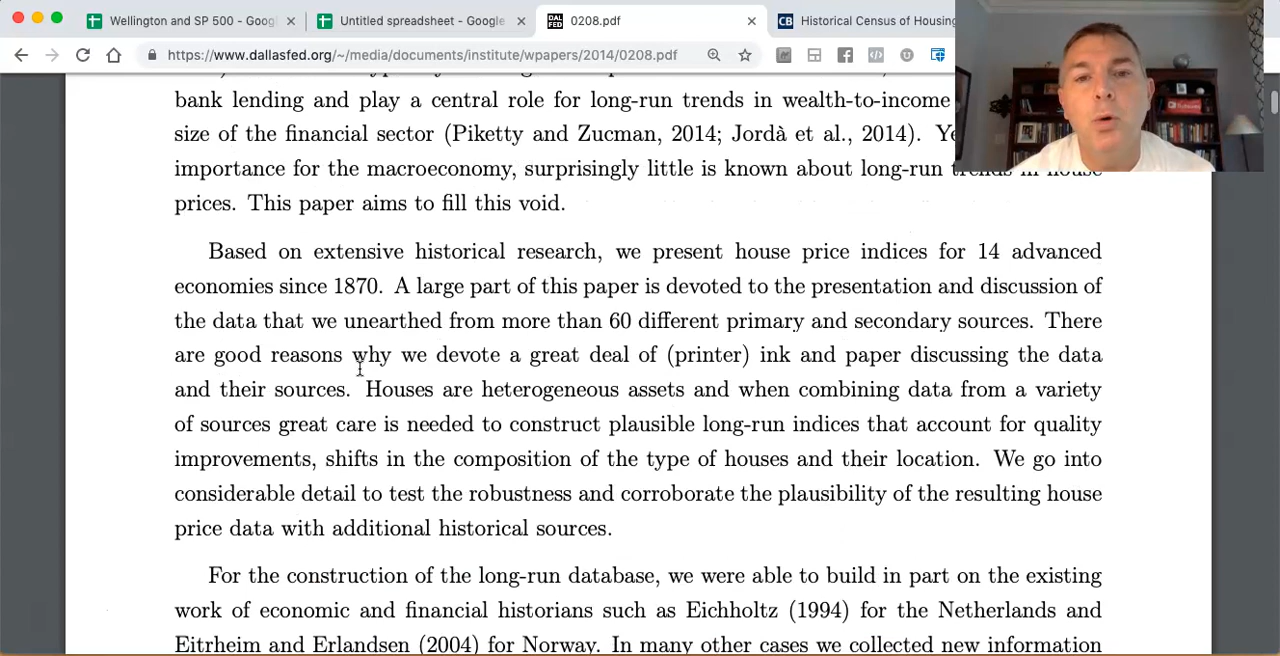 Wellington and SP 500 - Goog
Untitled spreadsheet - Google
DAL
FED
0208.pdf
CB
Historical Census of Housing
https://www.dallasfed.org/~/media/documents/institute/wpapers/2014/0208.pdf
bank lending and play a central role for long-run trends in wealth-to-income
size of the financial sector (Piketty and Zucman, 2014; Jordà et al., 2014). Ye
importance for the macroeconomy, surprisingly little is known about long-run trends in house
prices. This paper aims to fill this void.
Based on extensive historical research, we present house price indices for 14 advanced
economies since 1870. A large part of this paper is devoted to the presentation and discussion of
the data that we unearthed from more than 60 different primary and secondary sources. There
are good reasons why we devote a great deal of (printer) ink and paper discussing the data
and their sources. Houses are heterogeneous assets and when combining data from a variety
of sources great care is needed to construct plausible long-run indices that account for quality
improvements, shifts in the composition of the type of houses and their location. We go into
considerable detail to test the robustness and corroborate the plausibility of the resulting house
price data with additional historical sources.
For the construction of the long-run database, we were able to build in part on the existing
work of economic and financial historians such as Eichholtz (1994) for the Netherlands and
Eitrheim and Erlandsen (2004) for Norway. In many other cases we collected new information